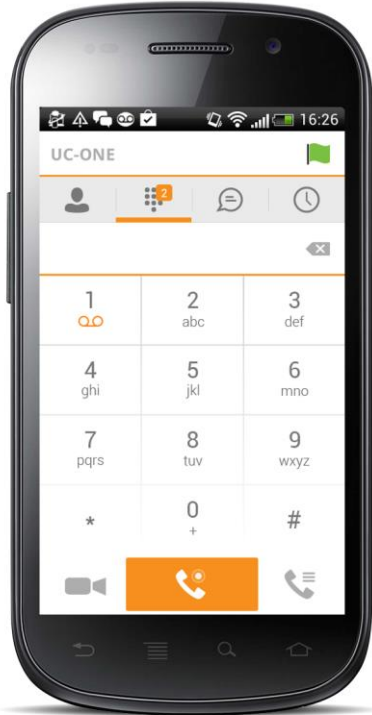 16:26
UC-ONE
2
1 2 3
abc def
4 5 6
ghi jkl mno
7 8 9
pqrs tuv wxyz
* 0 #
+